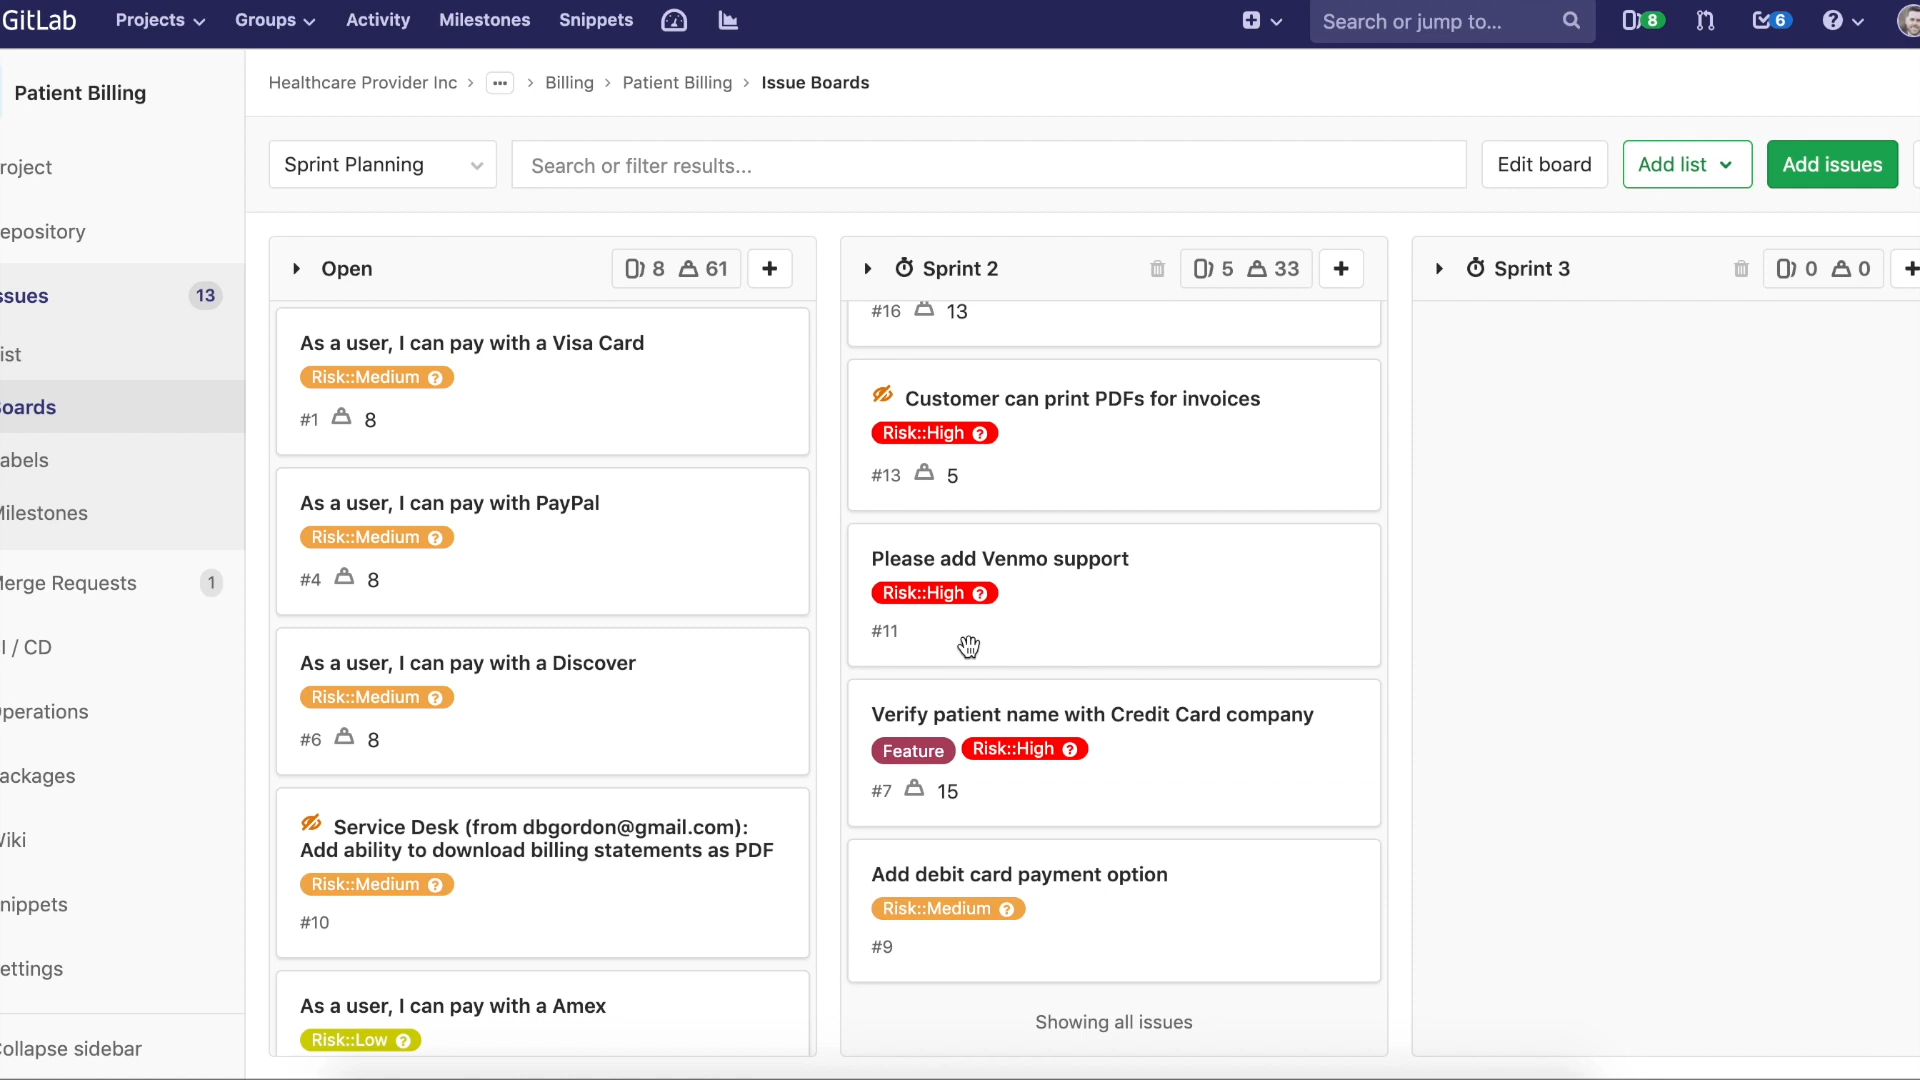 GitLab Projects Groups Activity Milestones Snippets Search or jump to... 8 6
Patient Billing
roject
epository
ssues 13
ist
oards
abels
Milestones
Merge Requests 1
I / CD
perations
ackages
Viki
nippets
ettings
ollapse sidebar
Healthcare Provider Inc > ... > Billing > Patient Billing > Issue Boards
Sprint Planning Search or filter results... Edit board Add list Add issues
Open 8 61 +
As a user, I can pay with a Visa Card
Risk::Medium ?
#1 8
As a user, I can pay with PayPal
Risk::Medium ?
#4 8
As a user, I can pay with a Discover
Risk::Medium ?
#6 8
Service Desk (from dbgordon@gmail.com):
Add ability to download billing statements as PDF
Risk::Medium ?
#10
As a user, I can pay with a Amex
Risk::Low ?
Sprint 2 5 33 +
#16 13
Customer can print PDFs for invoices
Risk::High ?
#13 5
Please add Venmo support
Risk::High ?
#11
Verify patient name with Credit Card company
Feature Risk::High ?
#7 15
Add debit card payment option
Risk::Medium ?
#9
Showing all issues
Sprint 3 0 0 +